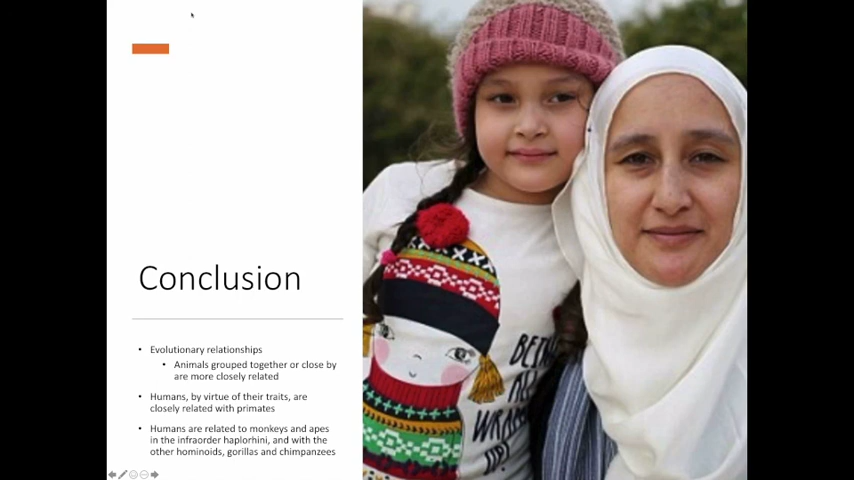 Conclusion
• Evolutionary relationships
• Animals grouped together or close by
are more closely related
• Humans, by virtue of their traits, are
closely related with primates
• Humans are related to monkeys and apes
in the infraorder haplorhini, and with the
other hominoids, gorillas and chimpanzees
ALL
UP!